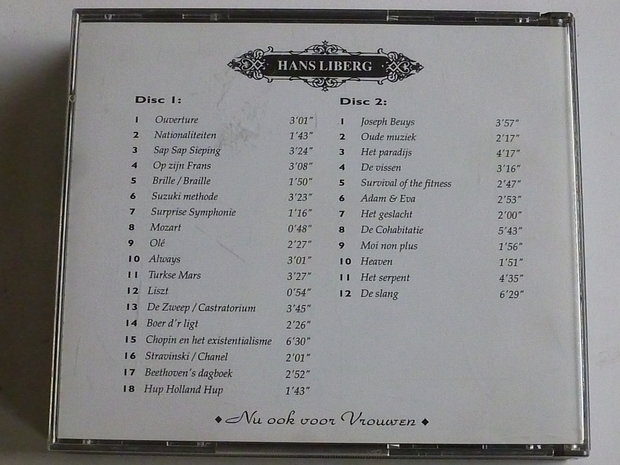 HANS LIBERG
Disc 1:
1 Ouverture 3'01"
2 Nationaliteiten 1'43"
3 Sap Sap Sieping 3'24"
4 Op zijn Frans 3'08"
5 Brille / Braille 1'50"
6 Suzuki methode 3'23"
7 Surprise Symphonie 1'16"
8 Mozart 0'48"
9 Olé 2'27"
10 Always 3'01"
11 Turkse Mars 3'27"
12 Liszt 0'54"
13 De Zweep / Castratorium 3'45"
14 Boer d'r ligt 2'26"
15 Chopin en het existentialisme 6'30"
16 Stravinski / Chanel 2'01"
17 Beethoven's dagboek 2'52"
18 Hup Holland Hup 1'43"
Disc 2:
1 Joseph Beuys 3'57"
2 Oude muziek 2'17"
3 Het paradijs 4'17"
4 De vissen 3'16"
5 Survival of the fitness 2'47"
6 Adam & Eva 2'53"
7 Het geslacht 2'00"
8 De Cohabitatie 5'43"
9 Moi non plus 1'56"
10 Heaven 1'51"
11 Het serpent 4'35"
12 De slang 6'29"
◆ Nu ook voor Vrouwen ◆